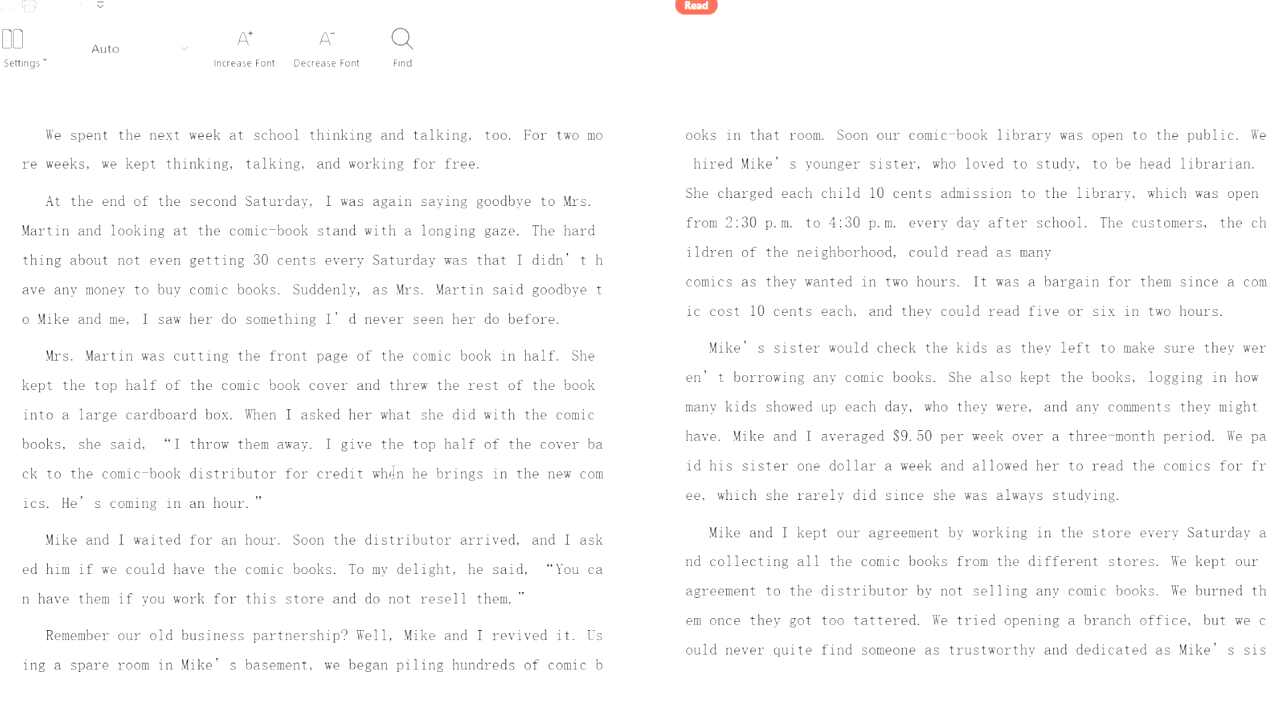 Read
Settings
Auto
A+
A-
Increase Font
Decrease Font
Find
We spent the next week at school thinking and talking, too. For two mo
re weeks, we kept thinking, talking, and working for free.
At the end of the second Saturday, I was again saying goodbye to Mrs.
Martin and looking at the comic-book stand with a longing gaze. The hard
thing about not even getting 30 cents every Saturday was that I didn't h
ave any money to buy comic books. Suddenly, as Mrs. Martin said goodbye t
o Mike and me, I saw her do something I'd never seen her do before.
Mrs. Martin was cutting the front page of the comic book in half. She
kept the top half of the comic book cover and threw the rest of the book
into a large cardboard box. When I asked her what she did with the comic
books, she said, “I throw them away. I give the top half of the cover ba
ck to the comic-book distributor for credit when he brings in the new com
ics. He's coming in an hour.”
Mike and I waited for an hour. Soon the distributor arrived, and I ask
ed him if we could have the comic books. To my delight, he said, “You ca
n have them if you work for this store and do not resell them.”
Remember our old business partnership? Well, Mike and I revived it. Us
ing a spare room in Mike's basement, we began piling hundreds of comic b
ooks in that room. Soon our comic-book library was open to the public. We
hired Mike's younger sister, who loved to study, to be head librarian.
She charged each child 10 cents admission to the library, which was open
from 2:30 p.m. to 4:30 p.m. every day after school. The customers, the ch
ildren of the neighborhood, could read as many
comics as they wanted in two hours. It was a bargain for them since a com
ic cost 10 cents each, and they could read five or six in two hours.
Mike's sister would check the kids as they left to make sure they wer
en't borrowing any comic books. She also kept the books, logging in how
many kids showed up each day, who they were, and any comments they might
have. Mike and I averaged $9.50 per week over a three-month period. We pa
id his sister one dollar a week and allowed her to read the comics for fr
ee, which she rarely did since she was always studying.
Mike and I kept our agreement by working in the store every Saturday a
nd collecting all the comic books from the different stores. We kept our
agreement to the distributor by not selling any comic books. We burned th
em once they got too tattered. We tried opening a branch office, but we c
ould never quite find someone as trustworthy and dedicated as Mike's sis